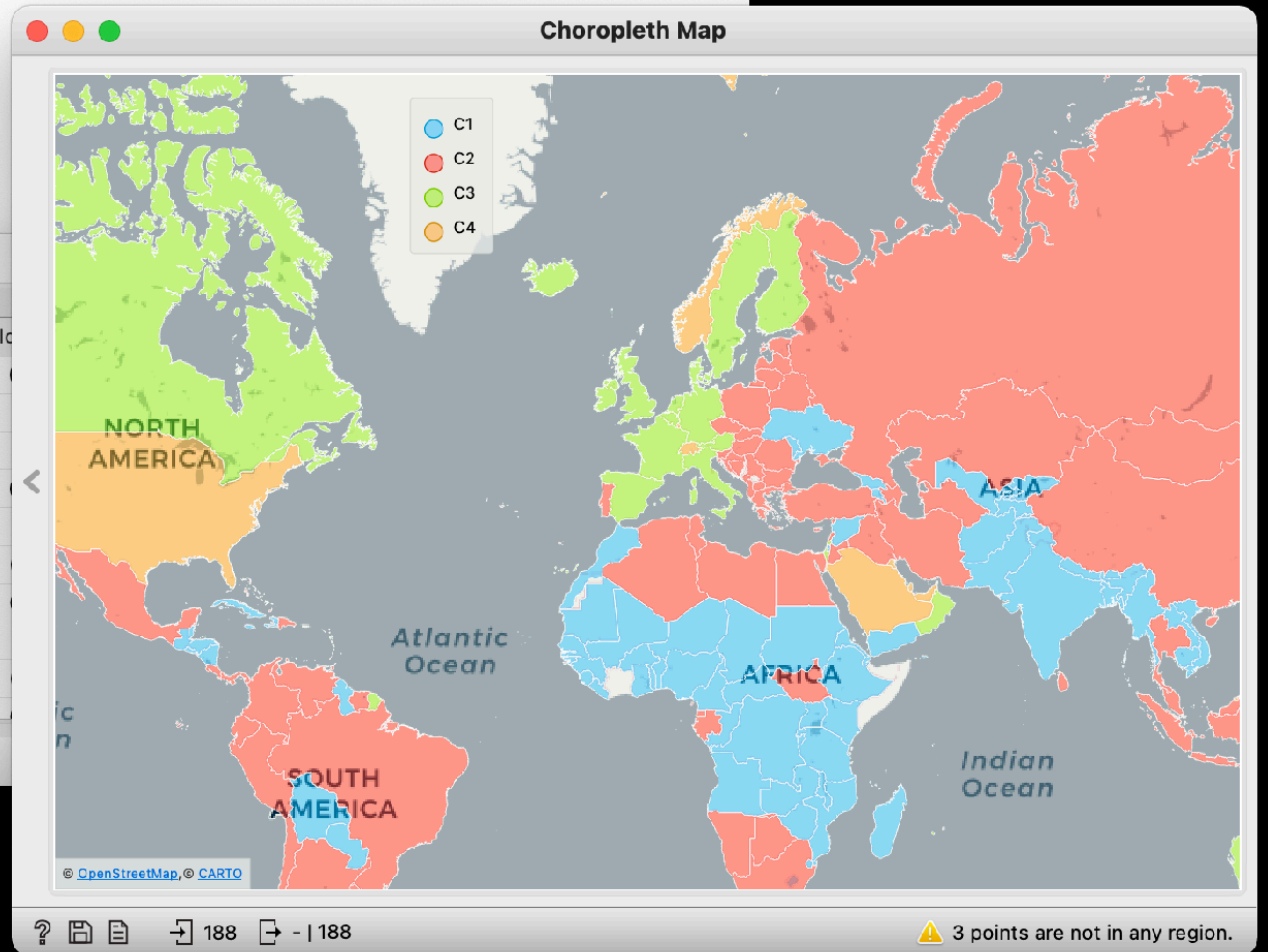 Choropleth Map
C1
C2
C3
C4
NORTH
AMERICA
ASIA
Atlantic
Ocean
AFRICA
ic
n
Indian
Ocean
SOUTH
AMERICA
© OpenStreetMap,© CARTO
? 188 - | 188
3 points are not in any region.